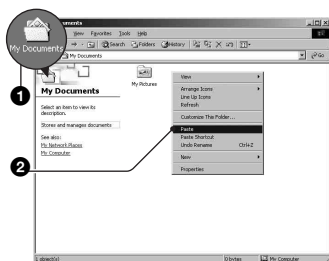 My Documents
View Favorites Tools Help
Search Folders History
My Documents
Go
1
My Documents
My Pictures
Select an item to view its
description.
Stores and manages documents
See also:
My Network Places
My Computer
2
View
Arrange Icons
Line Up Icons
Refresh
Customize This Folder...
Paste
Paste Shortcut
Undo Rename Ctrl+Z
New
Properties
1 object(s) 0 bytes My Computer